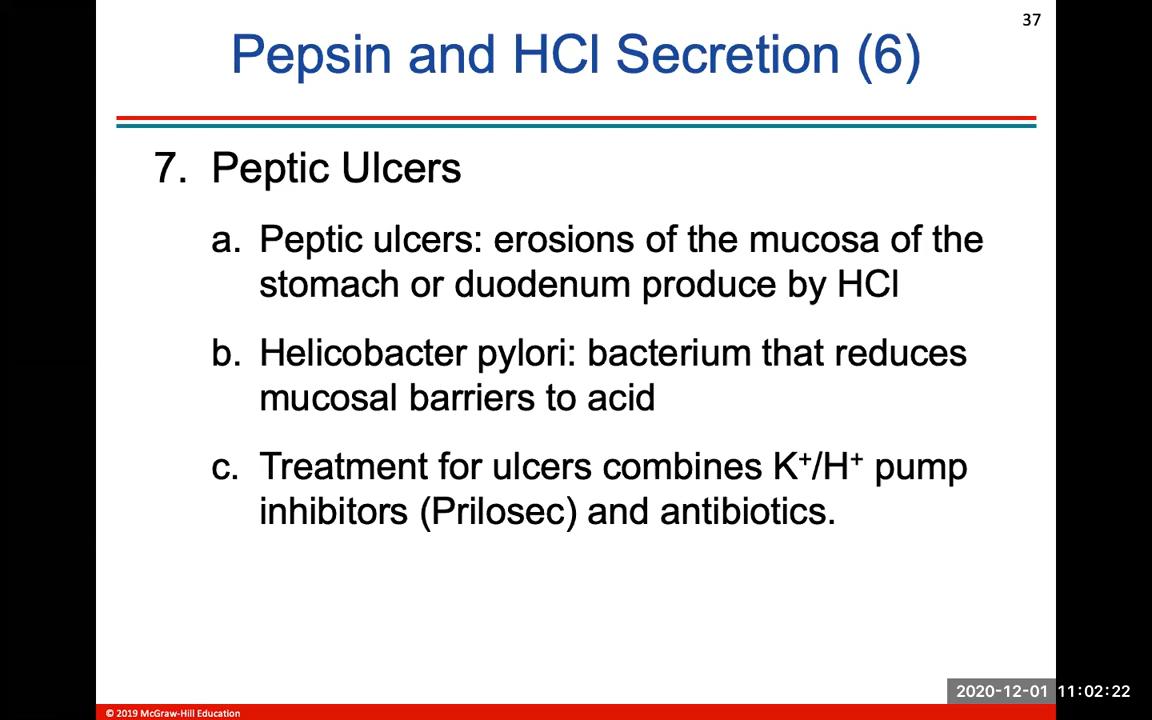 37
Pepsin and HCl Secretion (6)
7. Peptic Ulcers
a. Peptic ulcers: erosions of the mucosa of the
stomach or duodenum produce by HCl
b. Helicobacter pylori: bacterium that reduces
mucosal barriers to acid
c. Treatment for ulcers combines K⁺/H⁺ pump
inhibitors (Prilosec) and antibiotics.
2020-12-01 11:02:22
© 2019 McGraw-Hill Education